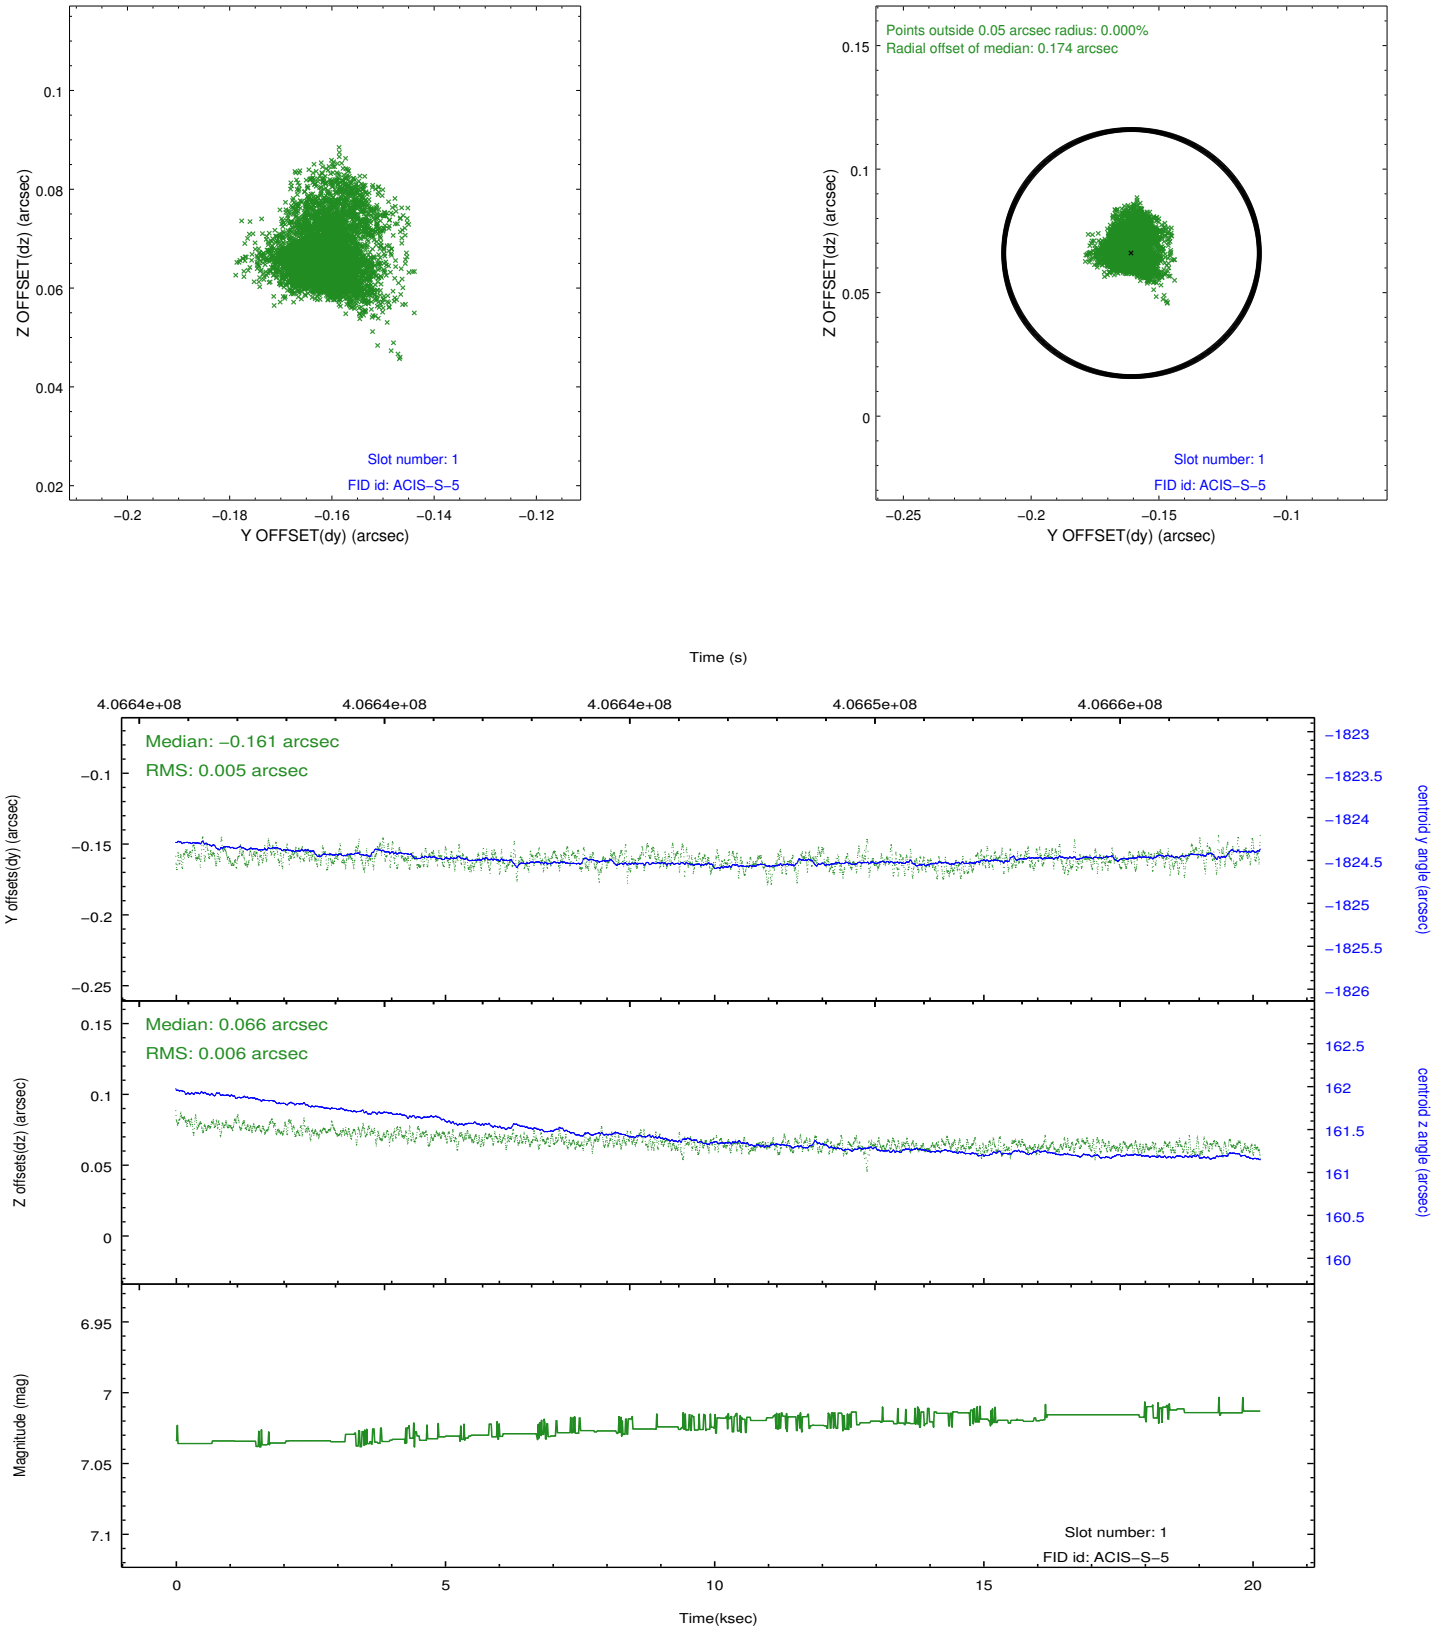 0.1
0.08
0.06
0.04
0.02
Z OFFSET(dz) (arcsec)
−0.2
−0.18
−0.16
−0.14
−0.12
Y OFFSET(dy) (arcsec)
Slot number: 1
FID id: ACIS−S−5
Points outside 0.05 arcsec radius: 0.000%
Radial offset of median: 0.174 arcsec
0.15
0.1
0.05
0
Z OFFSET(dz) (arcsec)
−0.25
−0.2
−0.15
−0.1
Y OFFSET(dy) (arcsec)
Slot number: 1
FID id: ACIS−S−5
Time (s)
4.0664e+08
4.0664e+08
4.0664e+08
4.0665e+08
4.0666e+08
Median: −0.161 arcsec
RMS: 0.005 arcsec
−0.1
−0.15
−0.2
−0.25
Y offsets(dy) (arcsec)
−1823
−1823.5
−1824
−1824.5
−1825
−1825.5
−1826
centroid y angle (arcsec)
Median: 0.066 arcsec
RMS: 0.006 arcsec
0.15
0.1
0.05
0
Z offsets(dz) (arcsec)
162.5
162
161.5
161
160.5
160
centroid z angle (arcsec)
6.95
7
7.05
7.1
Magnitude (mag)
Slot number: 1
FID id: ACIS−S−5
0
5
10
15
20
Time(ksec)